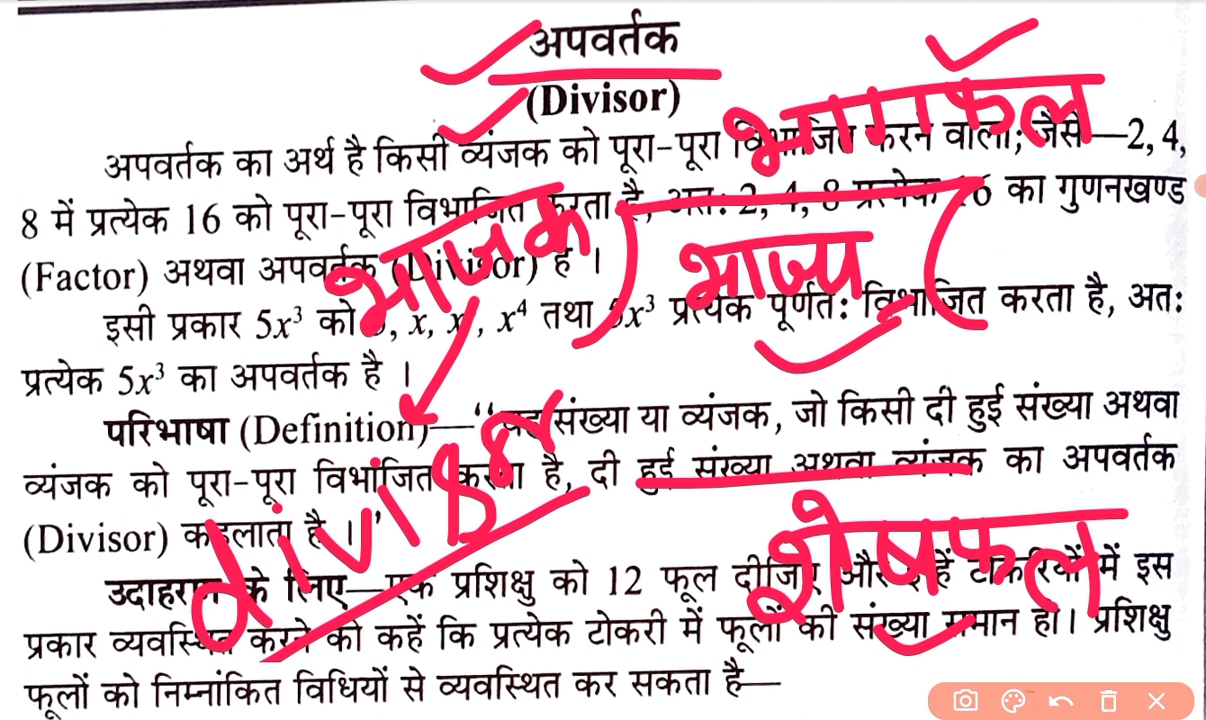 अपवर्तक
(Divisor)
भागफल
अपवर्तक का अर्थ है किसी व्यंजक को पूरा-पूरा विभाजित करने वाला; जैसे—2, 4,
8 में प्रत्येक 16 को पूरा-पूरा विभाजित करता है, अतः 2, 4, 8 प्रत्येक 16 का गुणनखण्ड
(Factor) अथवा अपवर्तक (Divisor) है ।
भाजक
भाज्य
इसी प्रकार 5x³ को x, x⁴ तथा x³ प्रत्येक पूर्णतः विभाजित करता है, अतः
प्रत्येक 5x³ का अपवर्तक है ।
परिभाषा (Definition)—“वह संख्या या व्यंजक, जो किसी दी हुई संख्या अथवा
व्यंजक को पूरा-पूरा विभाजित करता है, दी हुई संख्या अथवा व्यंजक का अपवर्तक
(Divisor) कहलाता है ।”
शेषफल
उदाहरण के लिए—एक प्रशिक्षु को 12 फूल दीजिए और इन्हें टोकरियों में इस
प्रकार व्यवस्थित करने को कहें कि प्रत्येक टोकरी में फूलों की संख्या समान हो। प्रशिक्षु
फूलों को निम्नांकित विधियों से व्यवस्थित कर सकता है—